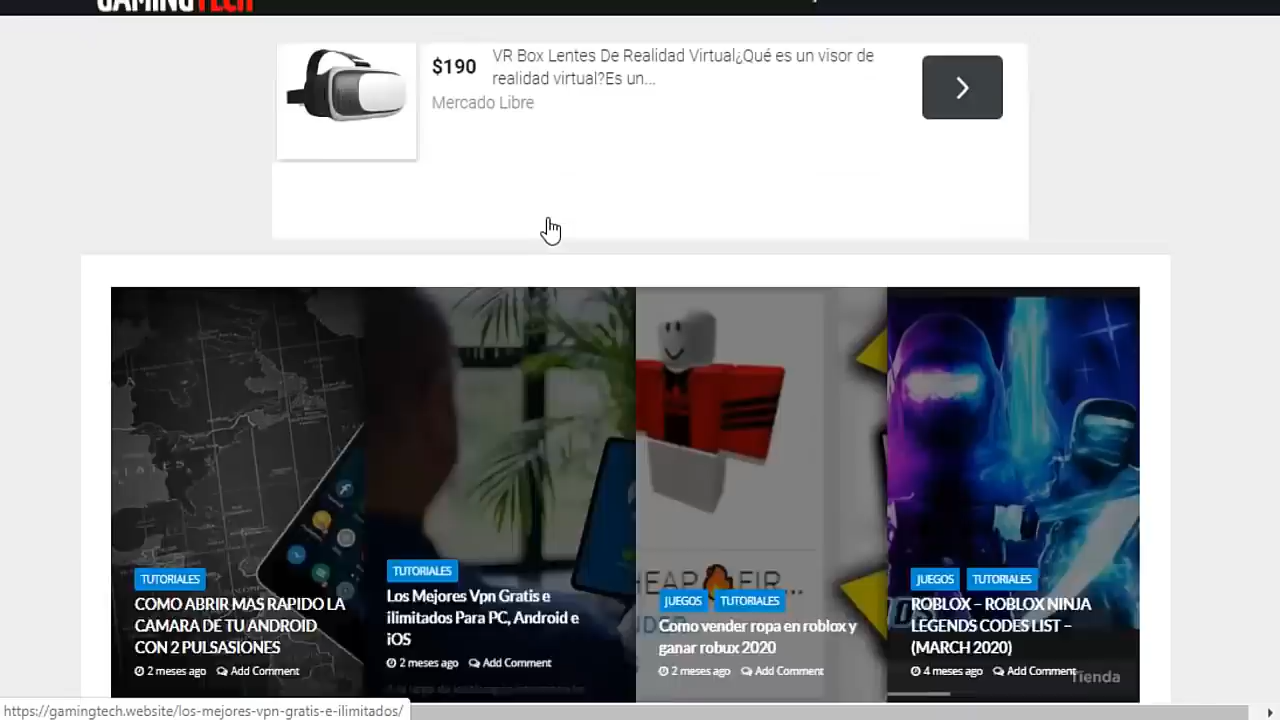 GAMINGTECH
$190
VR Box Lentes De Realidad Virtual¿Qué es un visor de
realidad virtual?Es un...
Mercado Libre
TUTORIALES
COMO ABRIR MAS RAPIDO LA
CAMARA DE TU ANDROID
CON 2 PULSASIONES
2 meses ago Add Comment
TUTORIALES
Los Mejores Vpn Gratis e
ilimitados Para PC, Android e
iOS
2 meses ago Add Comment
JUEGOS TUTORIALES
Como vender ropa en roblox y
ganar robux 2020
2 meses ago Add Comment
JUEGOS TUTORIALES
ROBLOX – ROBLOX NINJA
LEGENDS CODES LIST –
(MARCH 2020)
4 meses ago Add Comment
Tienda
https://gamingtech.website/los-mejores-vpn-gratis-e-ilimitados/